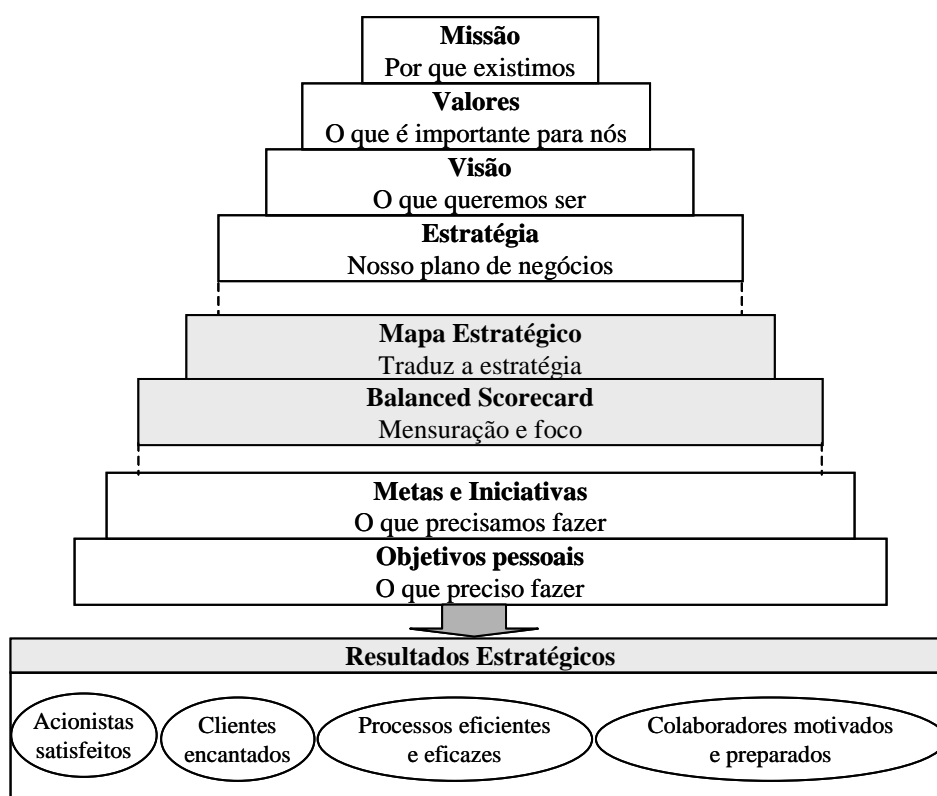 Missão
Por que existimos
Valores
O que é importante para nós
Visão
O que queremos ser
Estratégia
Nosso plano de negócios
Mapa Estratégico
Traduz a estratégia
Balanced Scorecard
Mensuração e foco
Metas e Iniciativas
O que precisamos fazer
Objetivos pessoais
O que preciso fazer
Resultados Estratégicos
Acionistas
satisfeitos
Clientes
encantados
Processos eficientes
e eficazes
Colaboradores motivados
e preparados